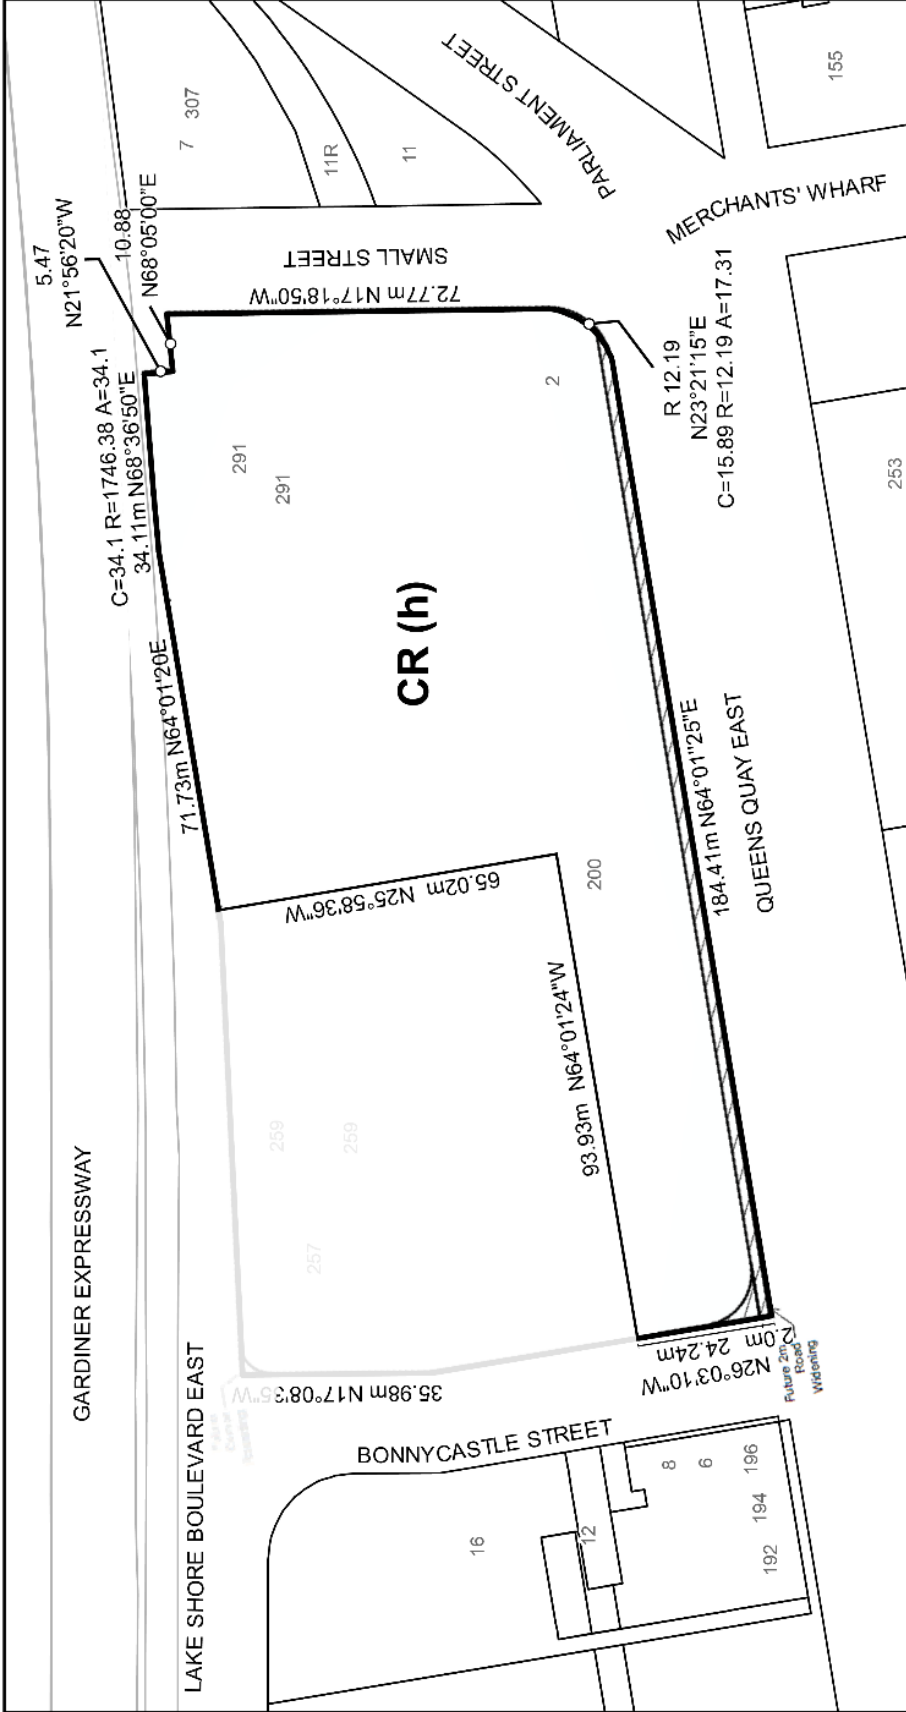 GARDINER EXPRESSWAY
LAKE SHORE BOULEVARD EAST
5.47
N21°56'20"W
10.88
N68°05'00"E
C=34.1 R=1746.38 A=34.1
34.11m N68°36'50"E
71.73m N64°01'20E
72.77m N17°18'50"W
SMALL STREET
7
307
11R
11
PARLIAMENT STREET
155
MERCHANTS' WHARF
291
291
2
R 12.19
N23°21'15"E
C=15.89 R=12.19 A=17.31
253
CR (h)
65.02m N25°58'36"W
200
93.93m N64°01'24"W
184.41m N64°01'25"E
QUEENS QUAY EAST
259
259
257
35.98m N17°08'35"W
2.0m
24.24m
N26°03'10"W
Future 2m
Road
Widening
BONNYCASTLE STREET
16
12
8
6
196
194
192